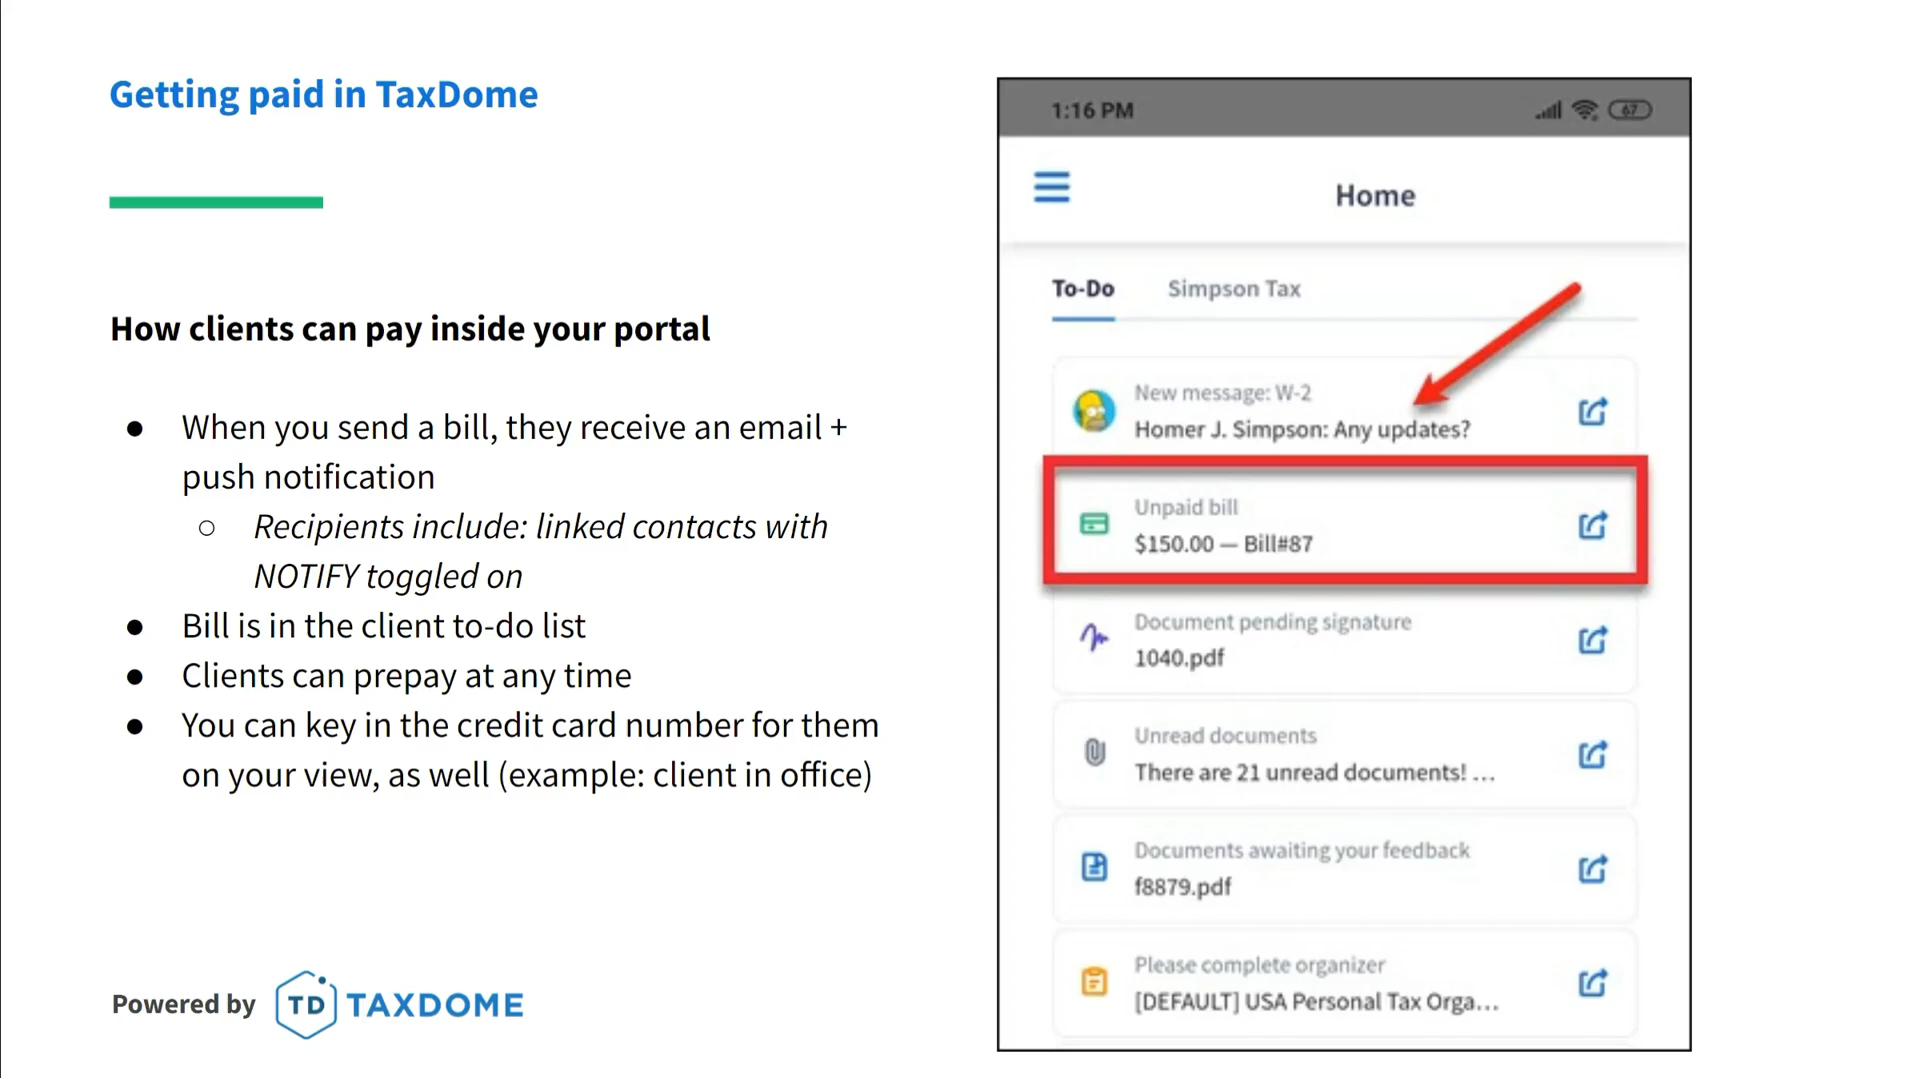 Getting paid in TaxDome
How clients can pay inside your portal
● When you send a bill, they receive an email +
push notification
○ Recipients include: linked contacts with
NOTIFY toggled on
● Bill is in the client to-do list
● Clients can prepay at any time
● You can key in the credit card number for them
on your view, as well (example: client in office)
Powered by TD TAXDOME
1:16 PM 67
Home
To-Do Simpson Tax
New message: W-2
Homer J. Simpson: Any updates?
Unpaid bill
$150.00 — Bill#87
Document pending signature
1040.pdf
Unread documents
There are 21 unread documents! ...
Documents awaiting your feedback
f8879.pdf
Please complete organizer
[DEFAULT] USA Personal Tax Orga...